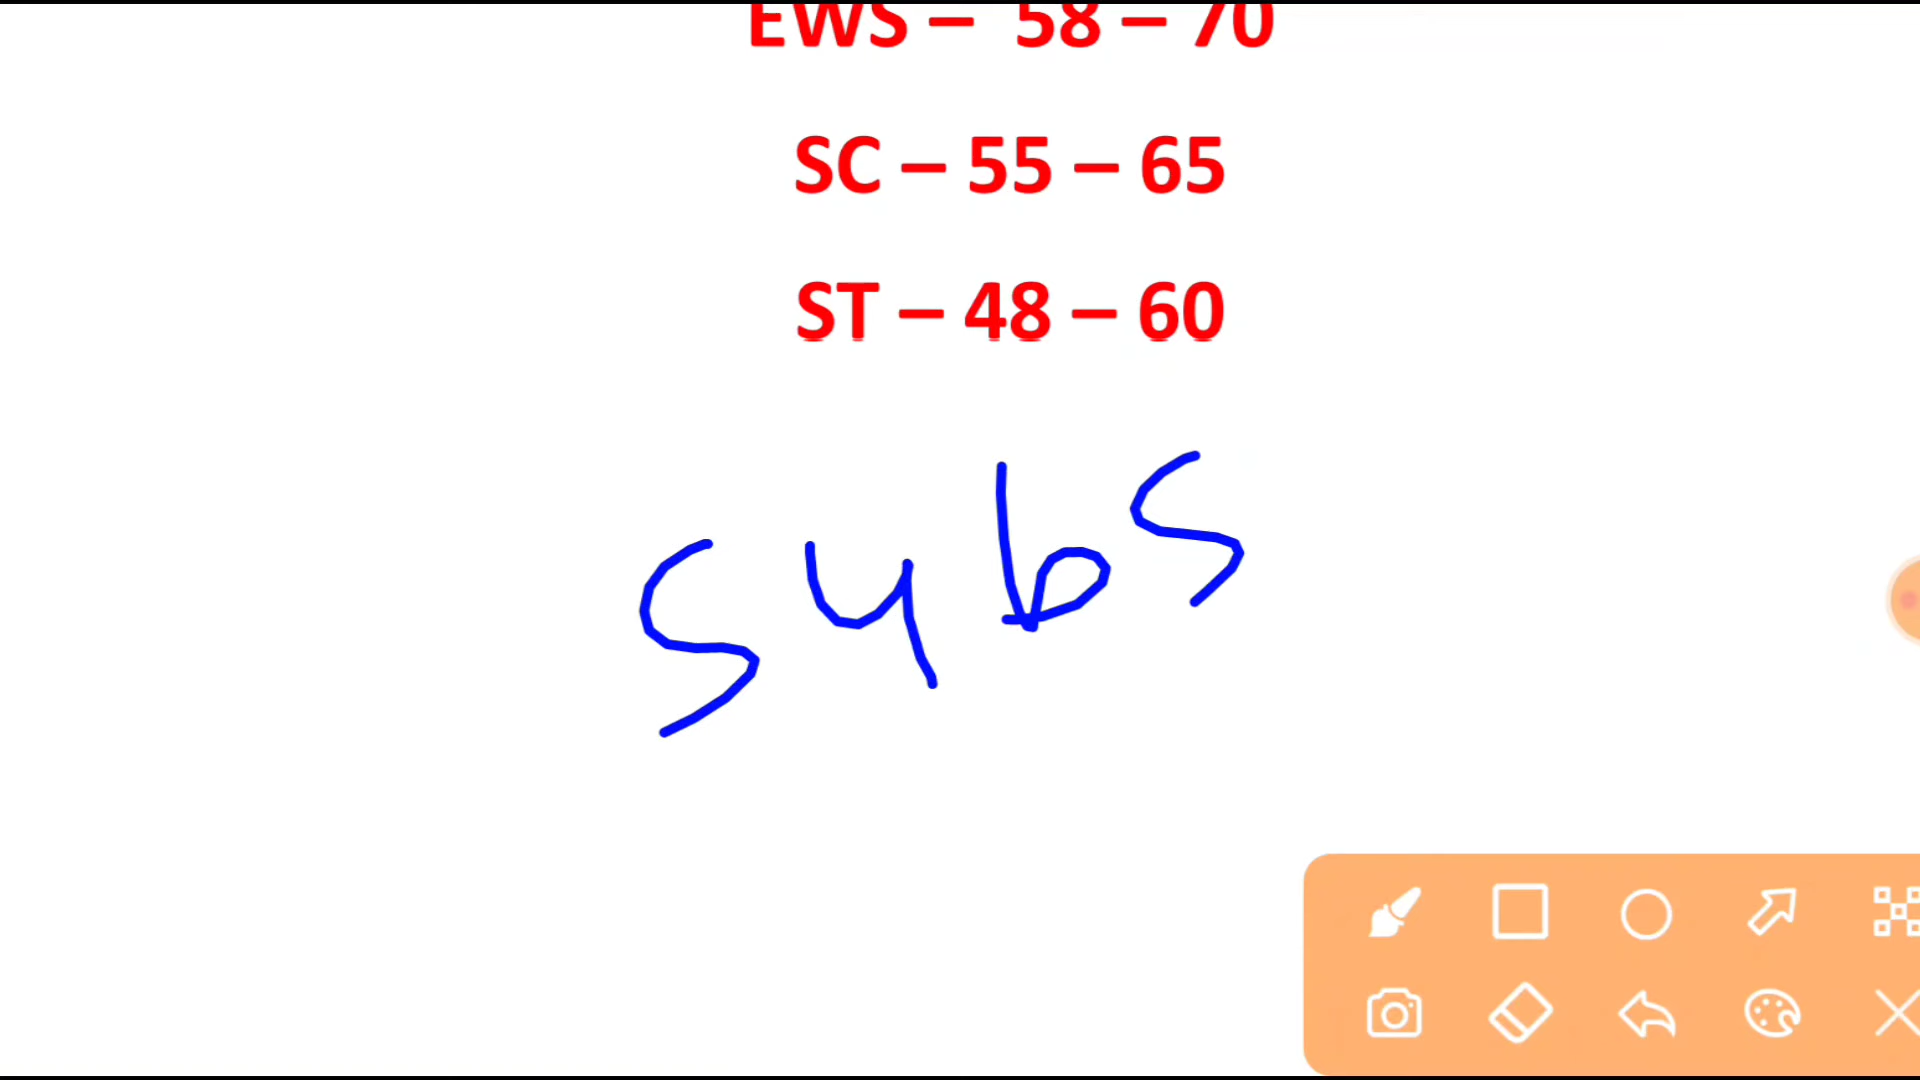 EWS – 58 – 70
SC – 55 – 65
ST – 48 – 60
subs